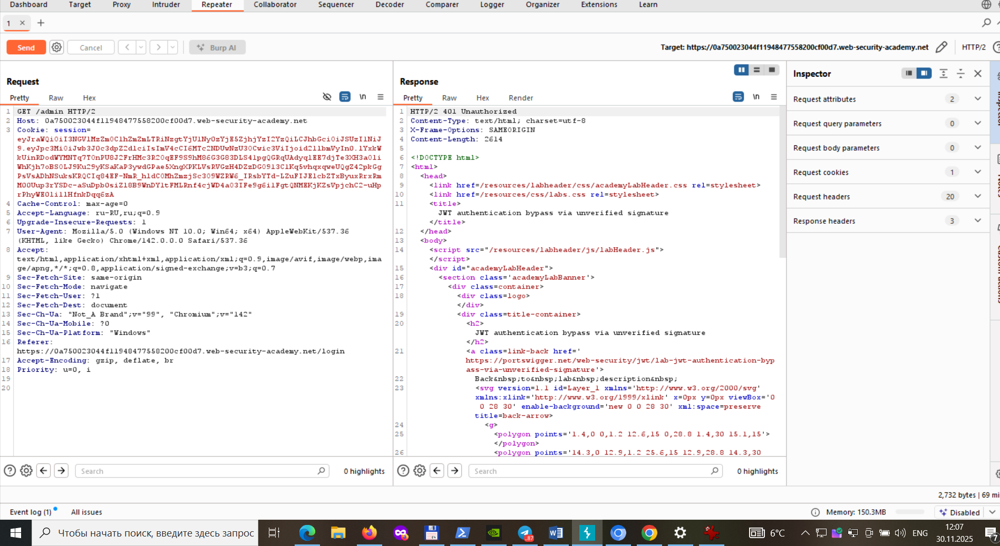 Dashboard Target Proxy Intruder Repeater Collaborator Sequencer Decoder Comparer Logger Organizer Extensions Learn
1 ×
Send Cancel Burp AI Target: https://0a750023044f11948477558200cf00d7.web-security-academy.net HTTP/2
Request
Pretty Raw Hex \n
1 GET /admin HTTP/2
2 Host: 0a750023044f11948477558200cf00d7.web-security-academy.net
3 Cookie: session=
4 Cache-Control: max-age=0
5 Accept-Language: ru-RU,ru;q=0.9
6 Upgrade-Insecure-Requests: 1
7 User-Agent: Mozilla/5.0 (Windows NT 10.0; Win64; x64) AppleWebKit/537.36
(KHTML, like Gecko) Chrome/142.0.0.0 Safari/537.36
8 Accept:
text/html,application/xhtml+xml,application/xml;q=0.9,image/avif,image/webp,ima
ge/apng,*/*;q=0.8,application/signed-exchange;v=b3;q=0.7
9 Sec-Fetch-Site: same-origin
10 Sec-Fetch-Mode: navigate
11 Sec-Fetch-User: ?1
12 Sec-Fetch-Dest: document
13 Sec-Ch-Ua: "Not_A Brand";v="99", "Chromium";v="142"
14 Sec-Ch-Ua-Mobile: ?0
15 Sec-Ch-Ua-Platform: "Windows"
16 Referer:
https://0a750023044f11948477558200cf00d7.web-security-academy.net/login
17 Accept-Encoding: gzip, deflate, br
18 Priority: u=0, i
19
20
Search 0 highlights
Response
Pretty Raw Hex Render \n
1 HTTP/2 401 Unauthorized
2 Content-Type: text/html; charset=utf-8
3 X-Frame-Options: SAMEORIGIN
4 Content-Length: 2614
5
6 <!DOCTYPE html>
7 <html>
8 <head>
9 <link href=/resources/labheader/css/academyLabHeader.css rel=stylesheet>
10 <link href=/resources/css/labs.css rel=stylesheet>
11 <title>
JWT authentication bypass via unverified signature
</title>
12 </head>
13 <body>
14 <script src="/resources/labheader/js/labHeader.js">
</script>
15 <div id="academyLabHeader">
16 <section class='academyLabBanner'>
17 <div class=container>
18 <div class=logo>
</div>
19 <div class=title-container>
20 <h2>
JWT authentication bypass via unverified signature
</h2>
21 <a class=link-back href='
https://portswigger.net/web-security/jwt/lab-jwt-authentication-byp
ass-via-unverified-signature'>
22 Back&nbsp;to&nbsp;lab&nbsp;description&nbsp;
23 <svg version=1.1 id=Layer_1 xmlns='http://www.w3.org/2000/svg'
xmlns:xlink='http://www.w3.org/1999/xlink' x=0px y=0px viewBox='0
0 28 30' enable-background='new 0 0 28 30' xml:space=preserve
title=back-arrow>
24 <g>
25 <polygon points='1.4,0 0,1.2 12.6,15 0,28.8 1.4,30 15.1,15'>
</polygon>
26 <polygon points='14.3,0 12.9,1.2 25.6,15 12.9,28.8 14.3,30
Search 0 highlights
Inspector
Request attributes 2
Request query parameters 0
Request body parameters 0
Request cookies 1
Request headers 20
Response headers 3
2,732 bytes | 69 mi
Event log (1) All issues Memory: 150.3MB Disabled
Чтобы начать поиск, введите здесь запрос 64 .87 6°C ENG 12:07
30.11.2025 7